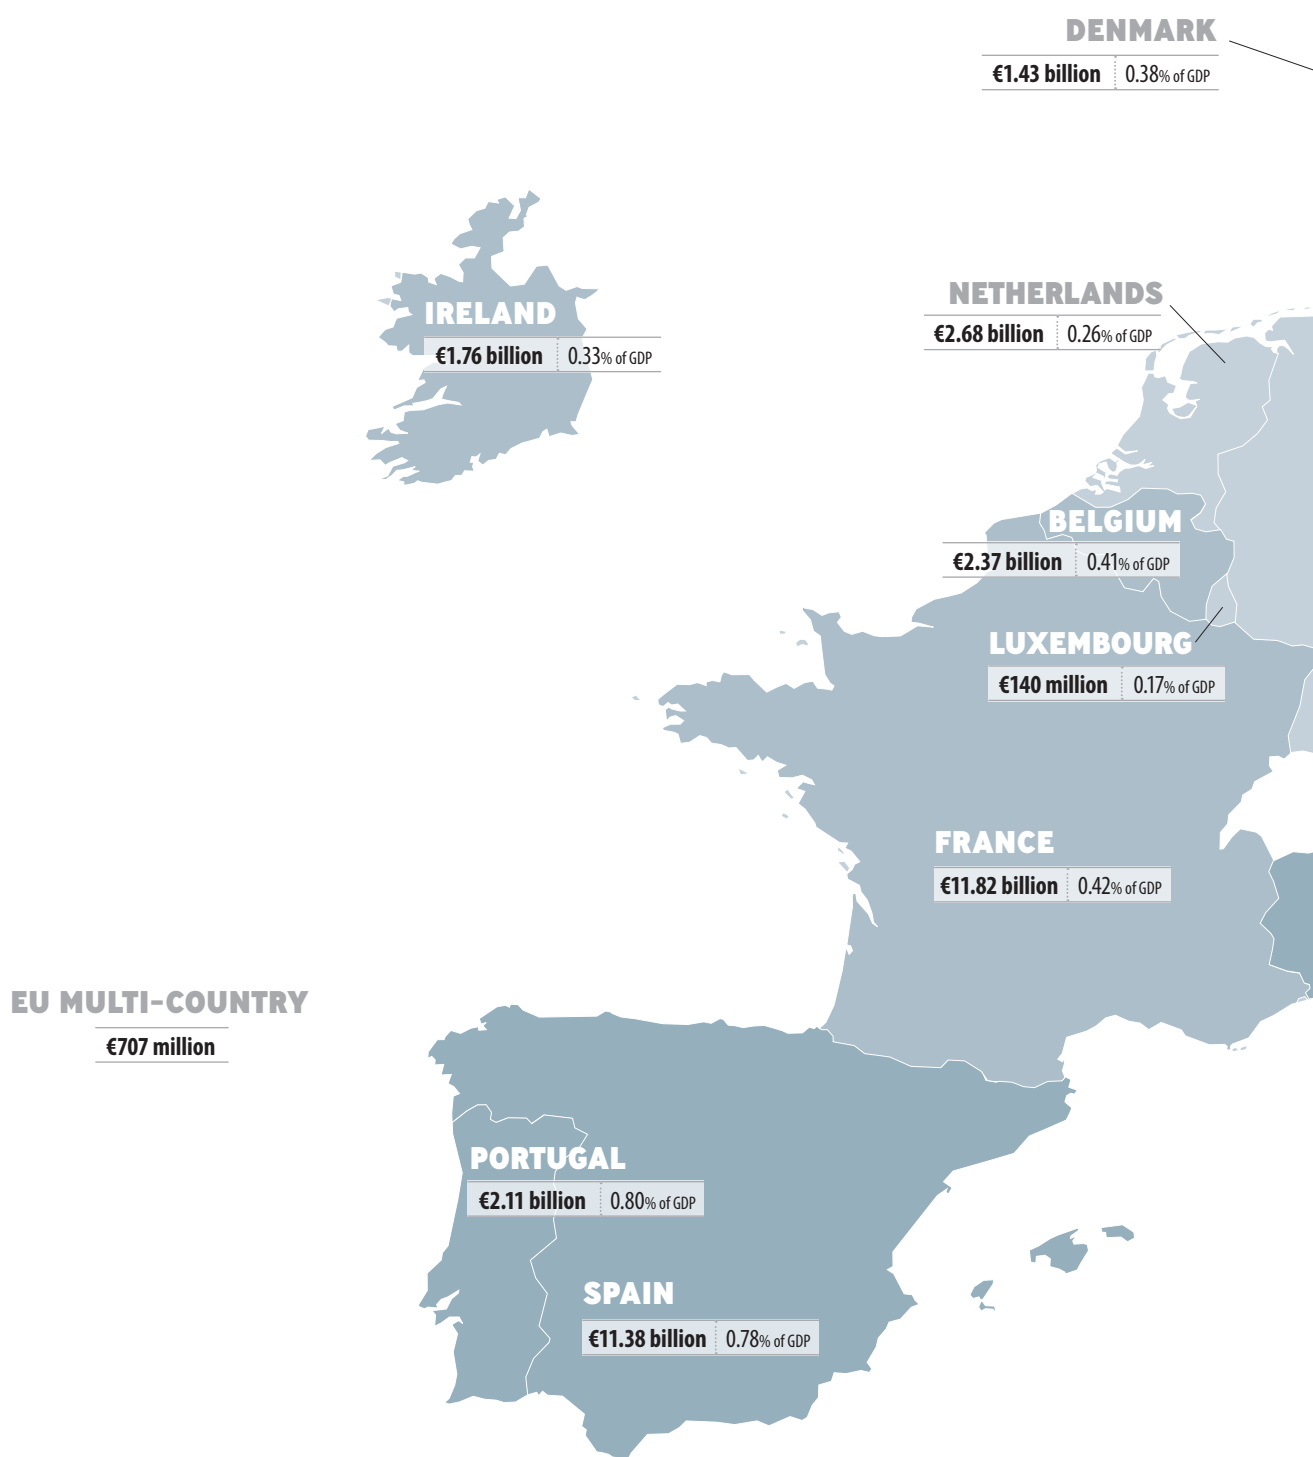 DENMARK
€1.43 billion 0.38% of GDP
IRELAND
€1.76 billion 0.33% of GDP
NETHERLANDS
€2.68 billion 0.26% of GDP
BELGIUM
€2.37 billion 0.41% of GDP
LUXEMBOURG
€140 million 0.17% of GDP
FRANCE
€11.82 billion 0.42% of GDP
EU MULTI-COUNTRY
€707 million
PORTUGAL
€2.11 billion 0.80% of GDP
SPAIN
€11.38 billion 0.78% of GDP